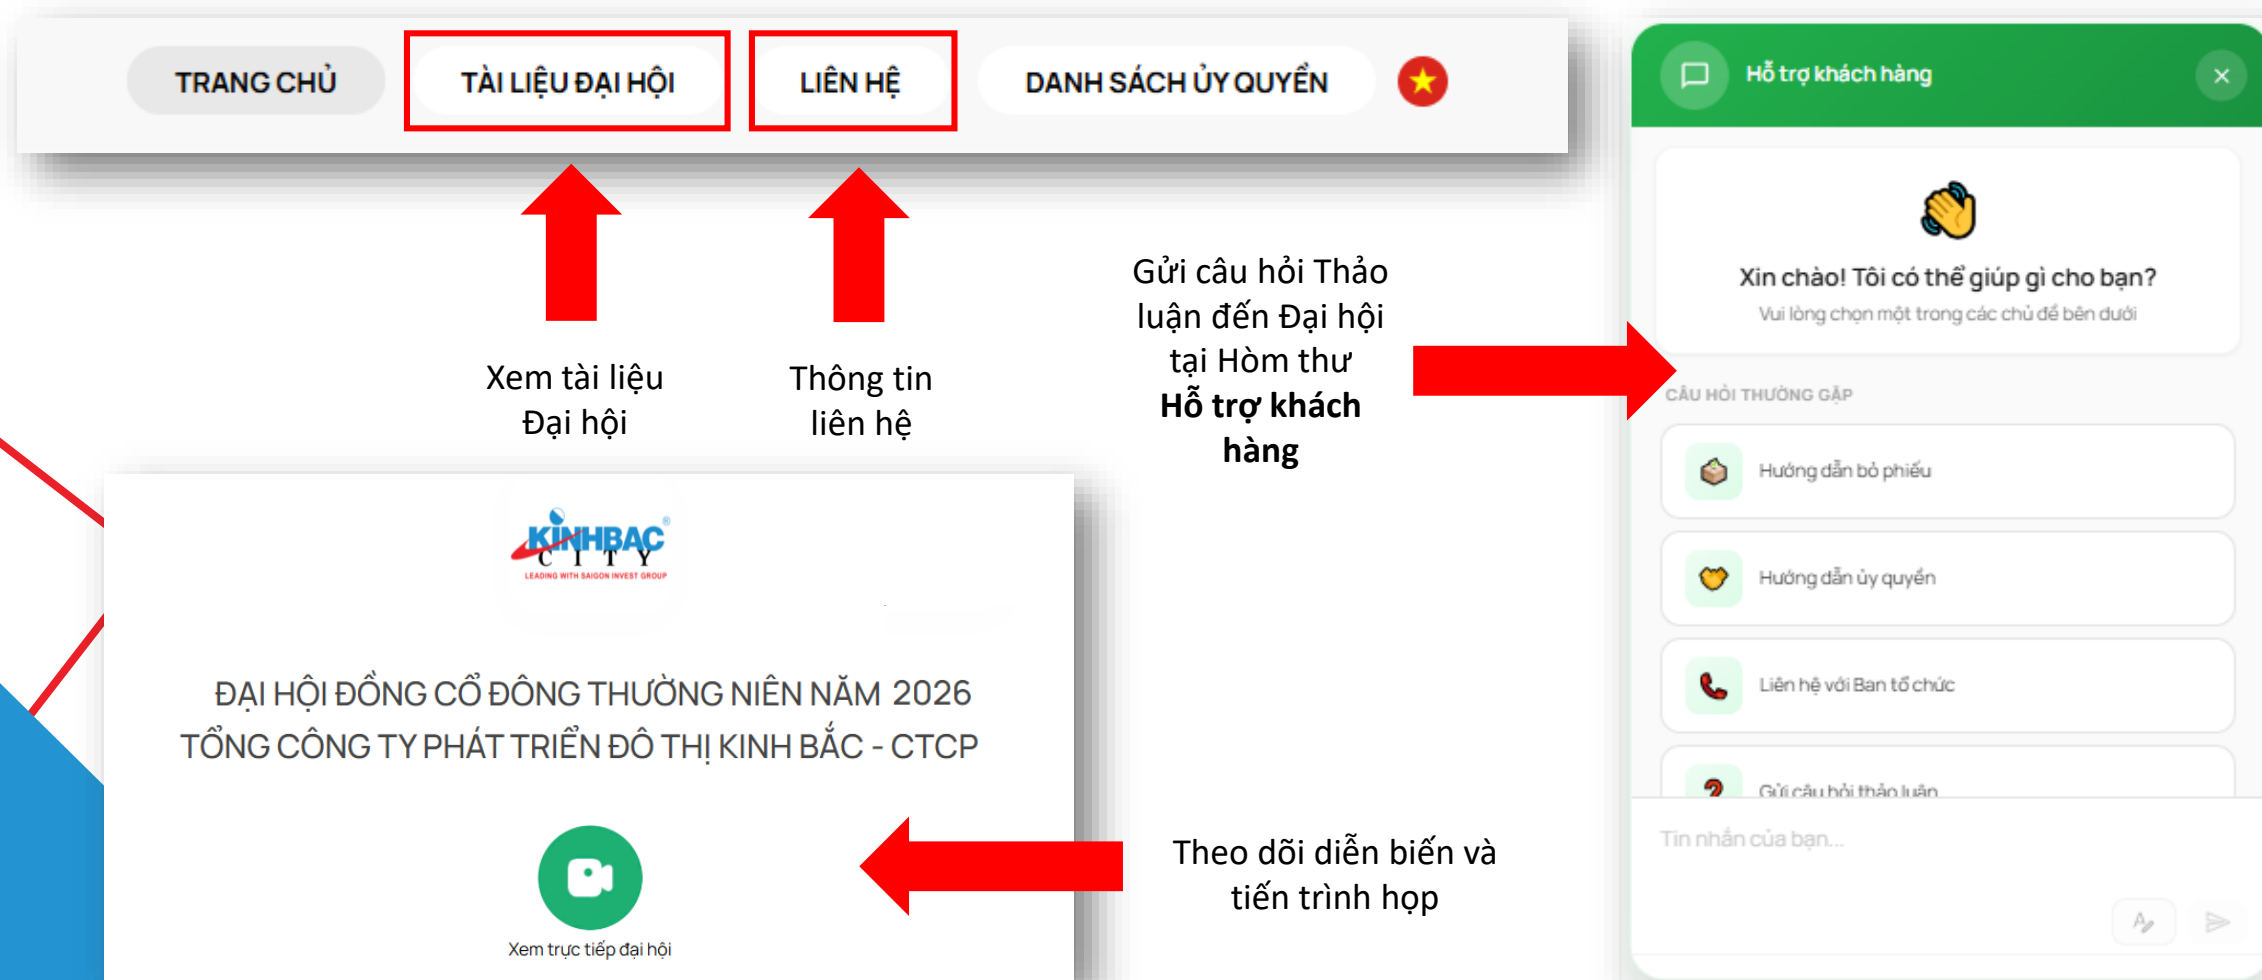 TRANG CHỦ
TÀI LIỆU ĐẠI HỘI
LIÊN HỆ
DANH SÁCH ỦY QUYỀN
Xem tài liệu
Đại hội
Thông tin
liên hệ
Gửi câu hỏi Thảo
luận đến Đại hội
tại Hòm thư
Hỗ trợ khách
hàng
KINHBAC®
CITY
LEADING WITH SAIGON INVEST GROUP
ĐẠI HỘI ĐỒNG CỔ ĐÔNG THƯỜNG NIÊN NĂM 2026
TỔNG CÔNG TY PHÁT TRIỂN ĐÔ THỊ KINH BẮC - CTCP
Xem trực tiếp đại hội
Theo dõi diễn biến và
tiến trình họp
Hỗ trợ khách hàng
Xin chào! Tôi có thể giúp gì cho bạn?
Vui lòng chọn một trong các chủ đề bên dưới
CÂU HỎI THƯỜNG GẶP
Hướng dẫn bỏ phiếu
Hướng dẫn ủy quyền
Liên hệ với Ban tổ chức
Gửi câu hỏi thảo luận
Tin nhắn của bạn...